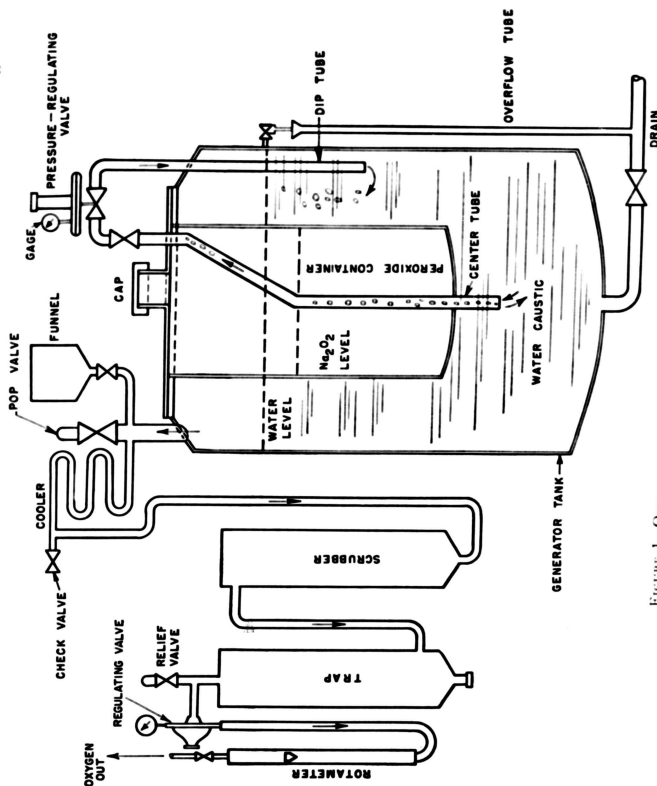 PRESSURE-REGULATING
VALVE
GAGE
CAP
FUNNEL
POP VALVE
COOLER
CHECK VALVE
RELIEF
VALVE
REGULATING VALVE
OXYGEN
OUT
DIP TUBE
OVERFLOW TUBE
PEROXIDE CONTAINER
CENTER TUBE
Na2O2
LEVEL
WATER
LEVEL
WATER CAUSTIC
DRAIN
GENERATOR TANK
SCRUBBER
TRAP
ROTAMETER